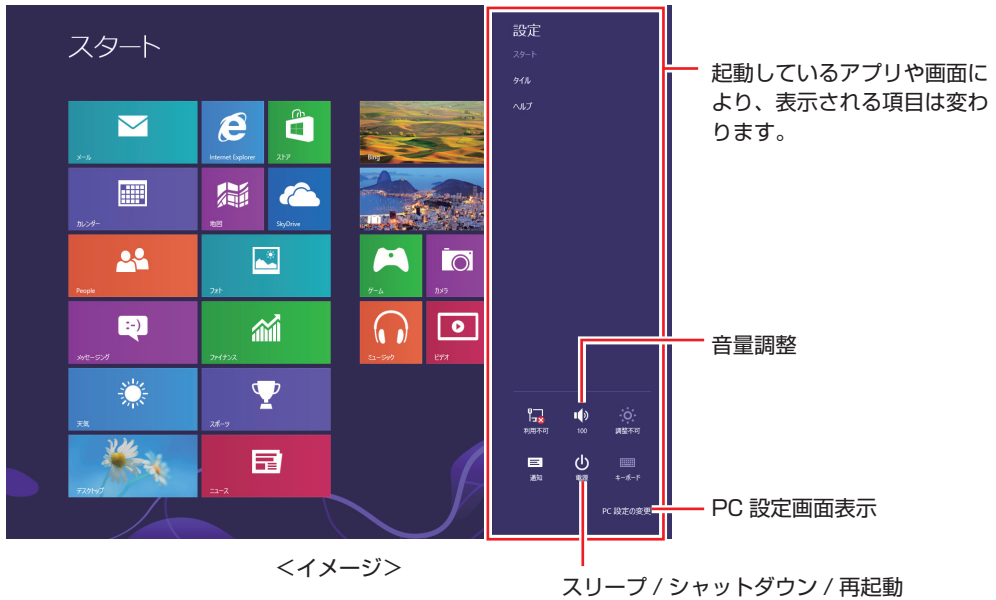 スタート
メール
Internet Explorer
ストア
Bing
カレンダー
地図
SkyDrive
People
フォト
ゲーム
カメラ
メッセージング
ファイナンス
ミュージック
ビデオ
天気
スポーツ
デスクトップ
ニュース
設定
スタート
タイル
ヘルプ
利用不可
100
調整不可
通知
電源
キーボード
PC 設定の変更
起動しているアプリや画面に
より、表示される項目は変わ
ります。
音量調整
PC 設定画面表示
スリープ / シャットダウン / 再起動
＜イメージ＞